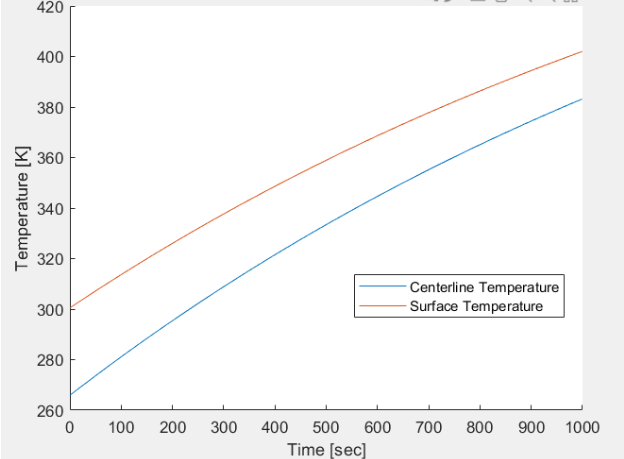 420
400
380
360
340
320
300
280
260
Temperature [K]
Centerline Temperature
Surface Temperature
0 100 200 300 400 500 600 700 800 900 1000
Time [sec]